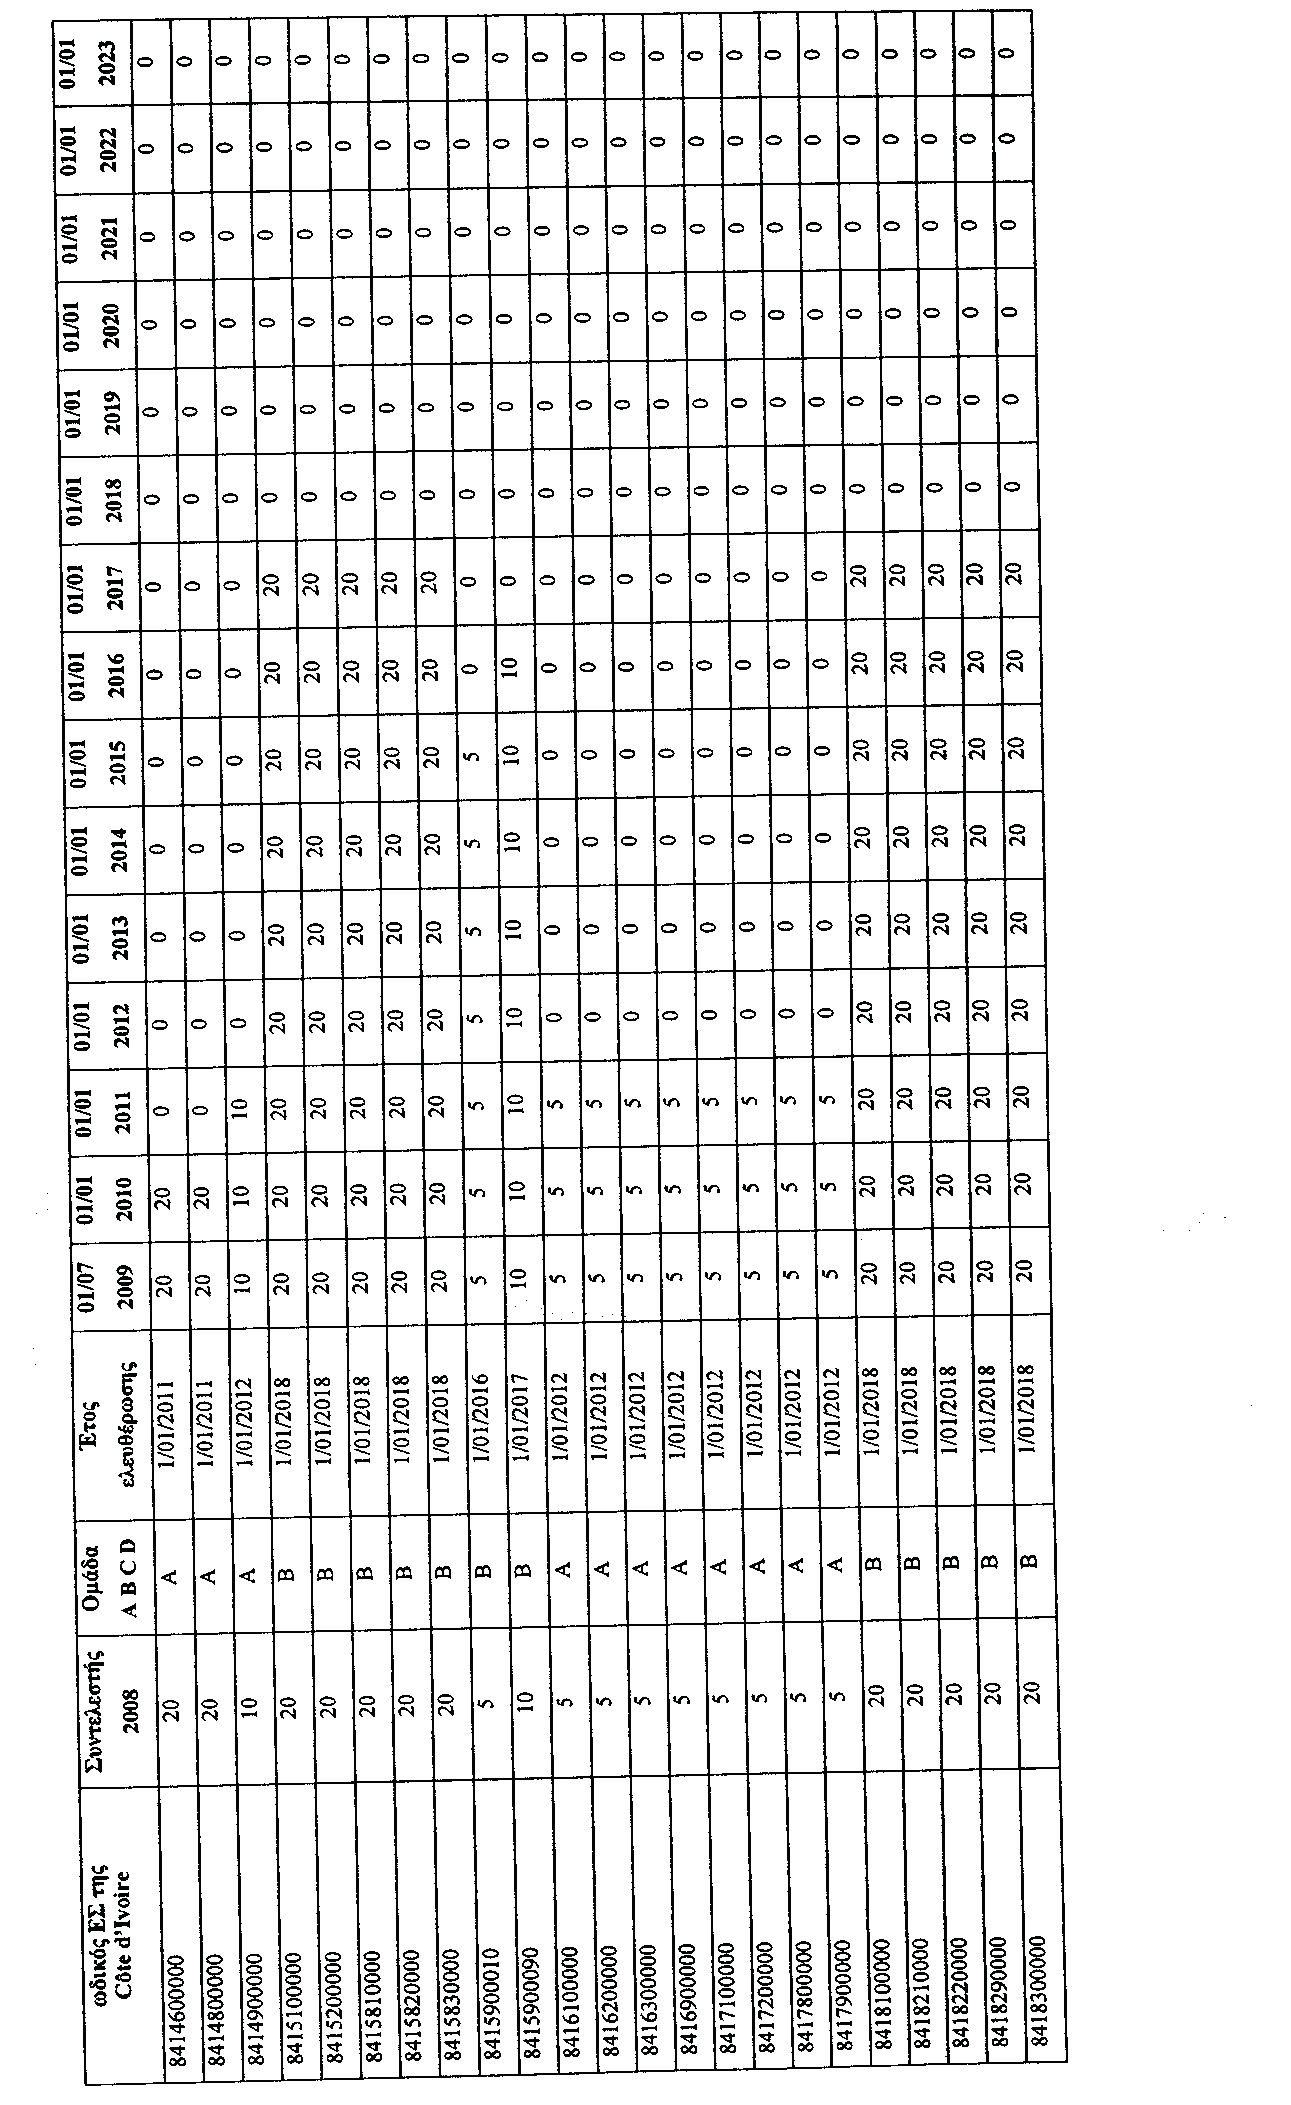 ωδικός ΕΣ της Côte d'Ivoire Συντελεστής 2008 Ομάδα A B C D Έτος ελευθέρωσης 01/07 2009 01/01 2010 01/01 2011 01/01 2012 01/01 2013 01/01 2014 01/01 2015 01/01 2016 01/01 2017 01/01 2018 01/01 2019 01/01 2020 01/01 2021 01/01 2022 01/01 2023
8414600000 20 A 1/01/2011 20 20 0 0 0 0 0 0 0 0 0 0 0 0 0
8414800000 20 A 1/01/2011 20 20 0 0 0 0 0 0 0 0 0 0 0 0 0
8414900000 10 A 1/01/2012 10 10 10 0 0 0 0 0 0 0 0 0 0 0 0
8415100000 20 B 1/01/2018 20 20 20 20 20 20 20 20 20 0 0 0 0 0 0
8415200000 20 B 1/01/2018 20 20 20 20 20 20 20 20 20 0 0 0 0 0 0
8415810000 20 B 1/01/2018 20 20 20 20 20 20 20 20 20 0 0 0 0 0 0
8415820000 20 B 1/01/2018 20 20 20 20 20 20 20 20 20 0 0 0 0 0 0
8415830000 20 B 1/01/2018 20 20 20 20 20 20 20 20 20 0 0 0 0 0 0
8415900010 5 B 1/01/2016 5 5 5 5 5 5 5 0 0 0 0 0 0 0 0
8415900090 10 B 1/01/2017 10 10 10 10 10 10 10 10 0 0 0 0 0 0 0
8416100000 5 A 1/01/2012 5 5 5 0 0 0 0 0 0 0 0 0 0 0 0
8416200000 5 A 1/01/2012 5 5 5 0 0 0 0 0 0 0 0 0 0 0 0
8416300000 5 A 1/01/2012 5 5 5 0 0 0 0 0 0 0 0 0 0 0 0
8416900000 5 A 1/01/2012 5 5 5 0 0 0 0 0 0 0 0 0 0 0 0
8417100000 5 A 1/01/2012 5 5 5 0 0 0 0 0 0 0 0 0 0 0 0
8417200000 5 A 1/01/2012 5 5 5 0 0 0 0 0 0 0 0 0 0 0 0
8417800000 5 A 1/01/2012 5 5 5 0 0 0 0 0 0 0 0 0 0 0 0
8417900000 5 A 1/01/2012 5 5 5 0 0 0 0 0 0 0 0 0 0 0 0
8418100000 20 B 1/01/2018 20 20 20 20 20 20 20 20 20 0 0 0 0 0 0
8418210000 20 B 1/01/2018 20 20 20 20 20 20 20 20 20 0 0 0 0 0 0
8418220000 20 B 1/01/2018 20 20 20 20 20 20 20 20 20 0 0 0 0 0 0
8418290000 20 B 1/01/2018 20 20 20 20 20 20 20 20 20 0 0 0 0 0 0
8418300000 20 B 1/01/2018 20 20 20 20 20 20 20 20 20 0 0 0 0 0 0